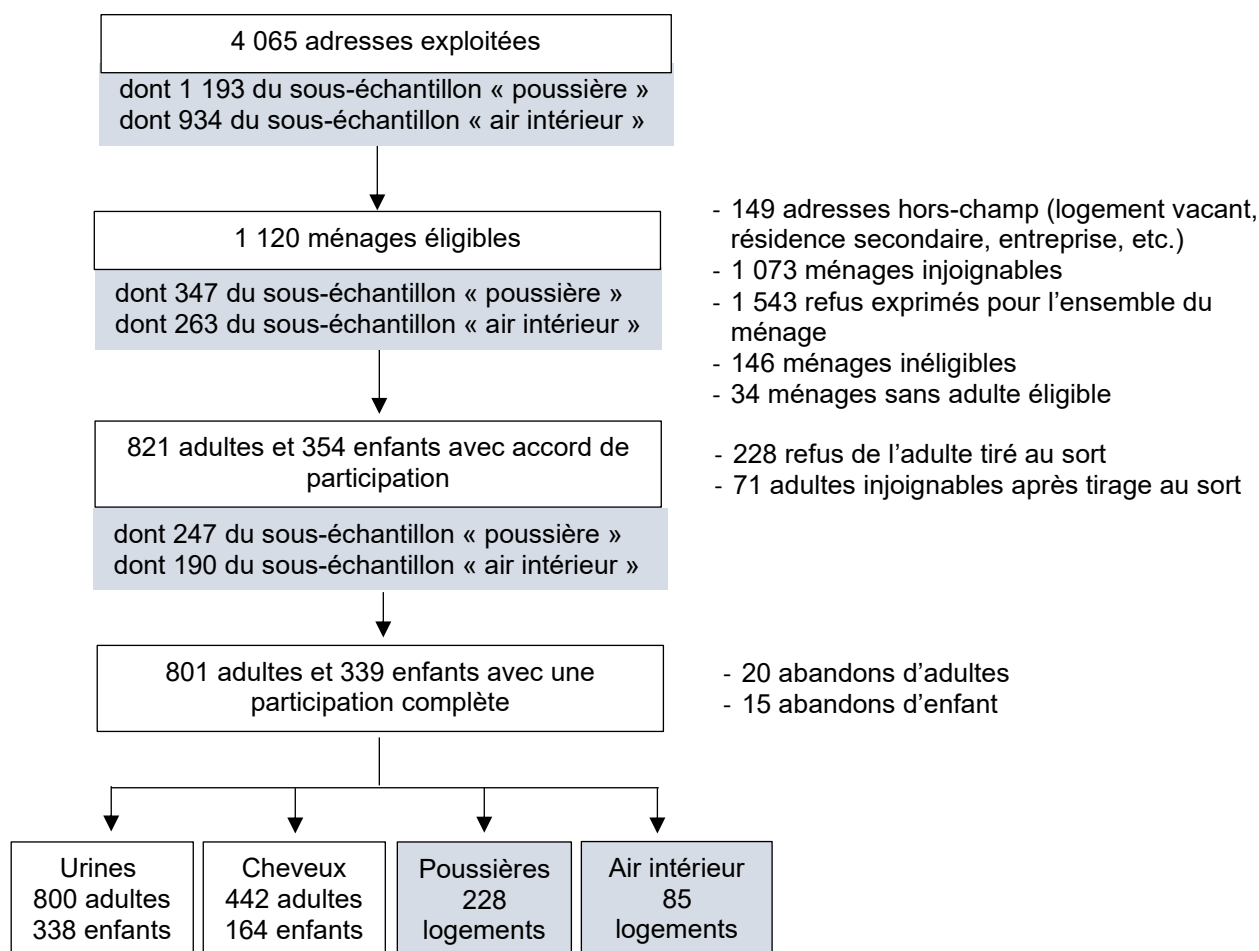 4 065 adresses exploitées
dont 1 193 du sous-échantillon « poussière »
dont 934 du sous-échantillon « air intérieur »
1 120 ménages éligibles
dont 347 du sous-échantillon « poussière »
dont 263 du sous-échantillon « air intérieur »
- 149 adresses hors-champ (logement vacant,
résidence secondaire, entreprise, etc.)
- 1 073 ménages injoignables
- 1 543 refus exprimés pour l’ensemble du
ménage
- 146 ménages inéligibles
- 34 ménages sans adulte éligible
821 adultes et 354 enfants avec accord de
participation
dont 247 du sous-échantillon « poussière »
dont 190 du sous-échantillon « air intérieur »
- 228 refus de l’adulte tiré au sort
- 71 adultes injoignables après tirage au sort
801 adultes et 339 enfants avec une
participation complète
- 20 abandons d’adultes
- 15 abandons d’enfant
Urines
800 adultes
338 enfants
Cheveux
442 adultes
164 enfants
Poussières
228
logements
Air intérieur
85
logements